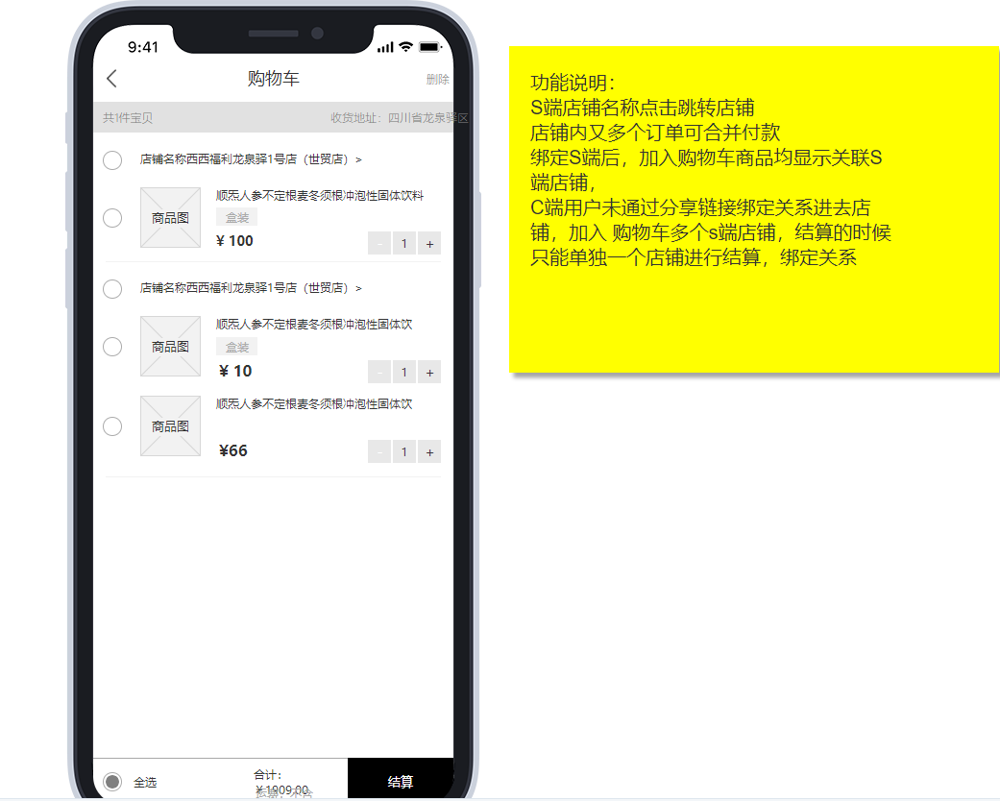 9:41
购物车
删除
共1件宝贝
收货地址：四川省龙泉驿区
店铺名称西西福利龙泉驿1号店（世贸店）>
商品图
顺炁人参不定根麦冬须根冲泡性固体饮料
盒装
¥ 100
- 1 +
店铺名称西西福利龙泉驿1号店（世贸店）>
商品图
顺炁人参不定根麦冬须根冲泡性固体饮
盒装
¥ 10
- 1 +
商品图
顺炁人参不定根麦冬须根冲泡性固体饮
¥66
- 1 +
全选
合计：
¥ 1909.00
运费：不含
结算
功能说明：
S端店铺名称点击跳转店铺
店铺内又多个订单可合并付款
绑定S端后，加入购物车商品均显示关联S
端店铺，
C端用户未通过分享链接绑定关系进去店
铺，加入 购物车多个s端店铺，结算的时候
只能单独一个店铺进行结算，绑定关系